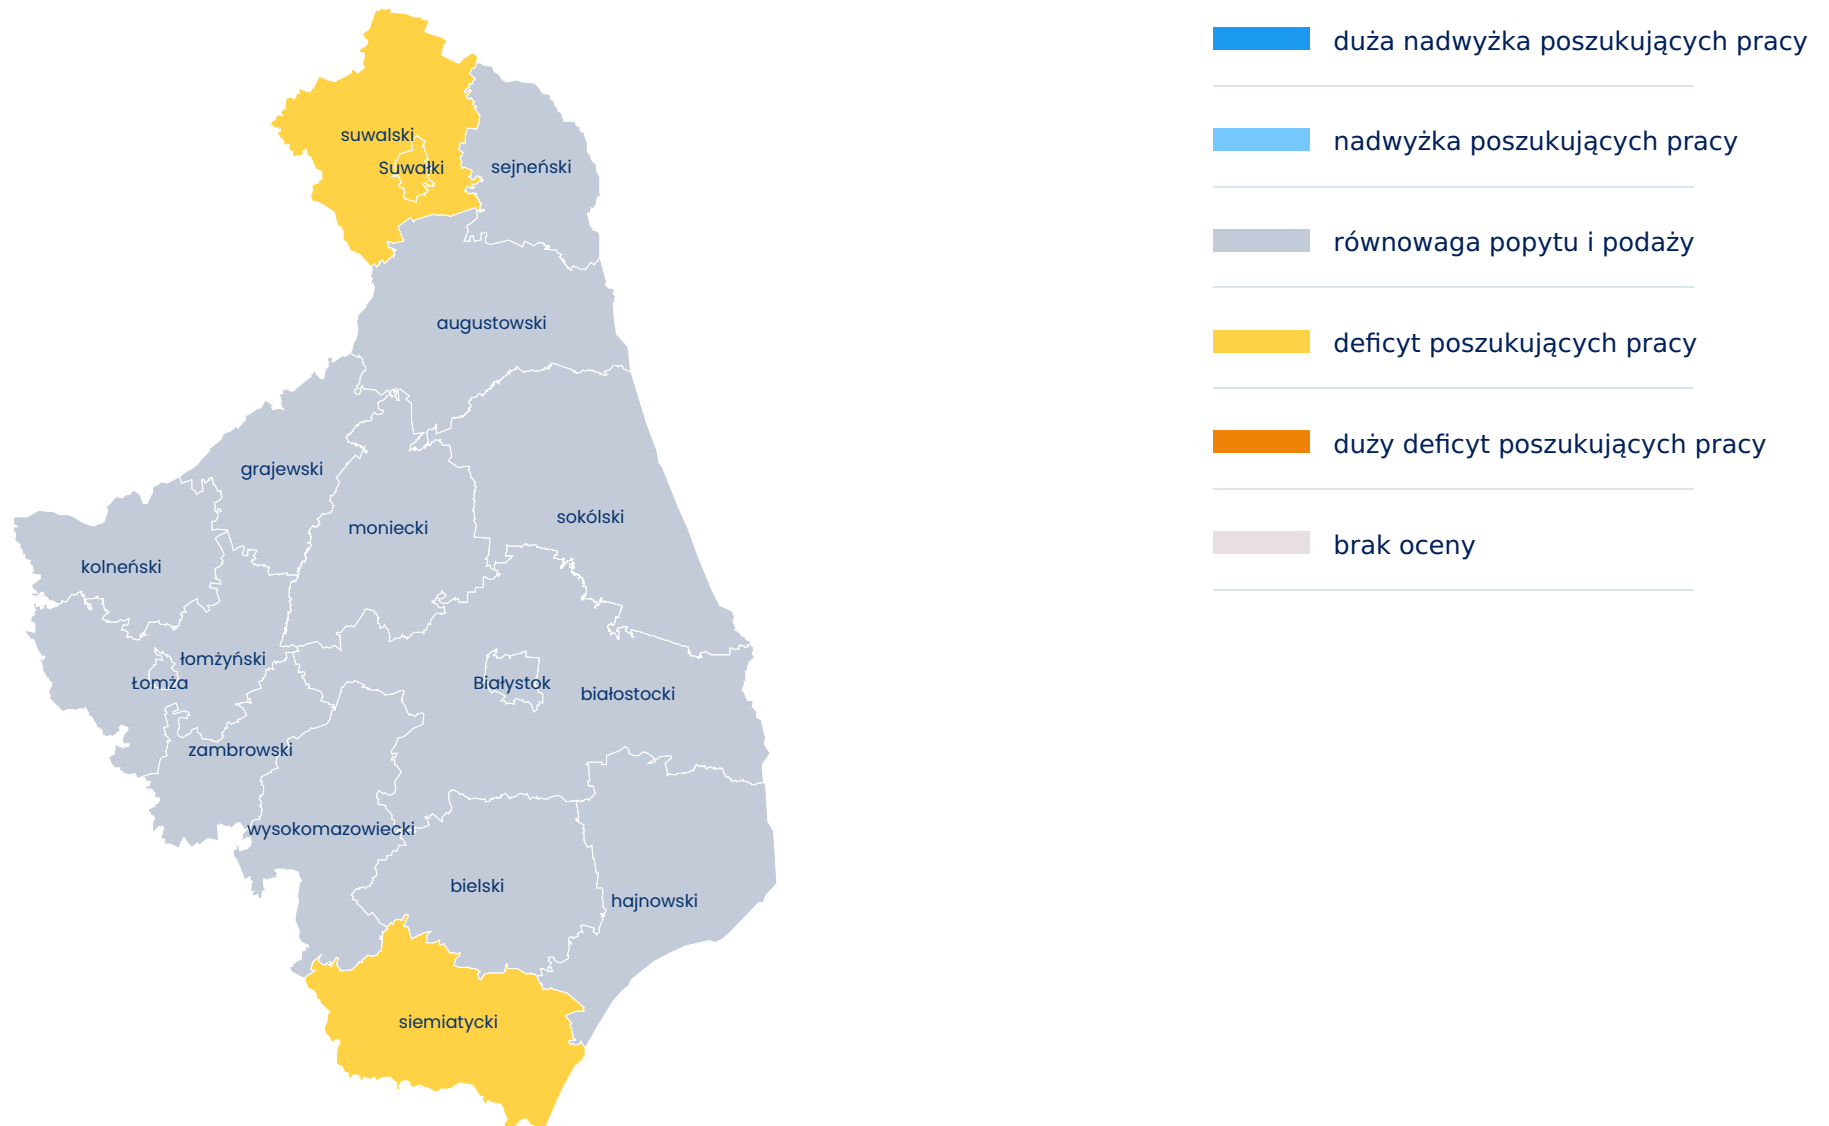 suwalski
Suwałki
sejneński
augustowski
grajewski
moniecki
sokólski
kolneński
łomżyński
Łomża
Białystok
białostocki
zambrowski
wysokomazowiecki
bielski
hajnowski
siemiatycki
duża nadwyżka poszukujących pracy
nadwyżka poszukujących pracy
równowaga popytu i podaży
deficyt poszukujących pracy
duży deficyt poszukujących pracy
brak oceny